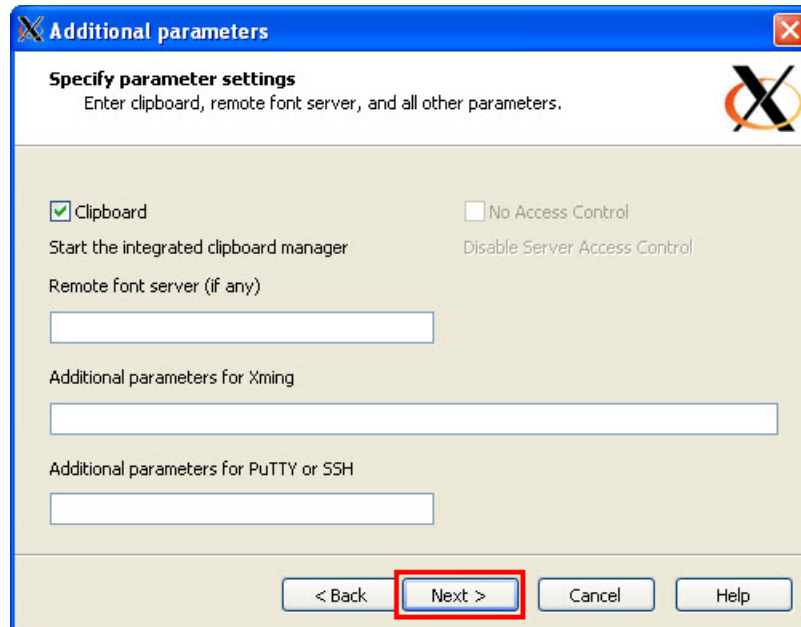 Additional parameters
Specify parameter settings
Enter clipboard, remote font server, and all other parameters.
Clipboard
No Access Control
Start the integrated clipboard manager
Disable Server Access Control
Remote font server (if any)
Additional parameters for Xming
Additional parameters for PuTTY or SSH
< Back
Next >
Cancel
Help